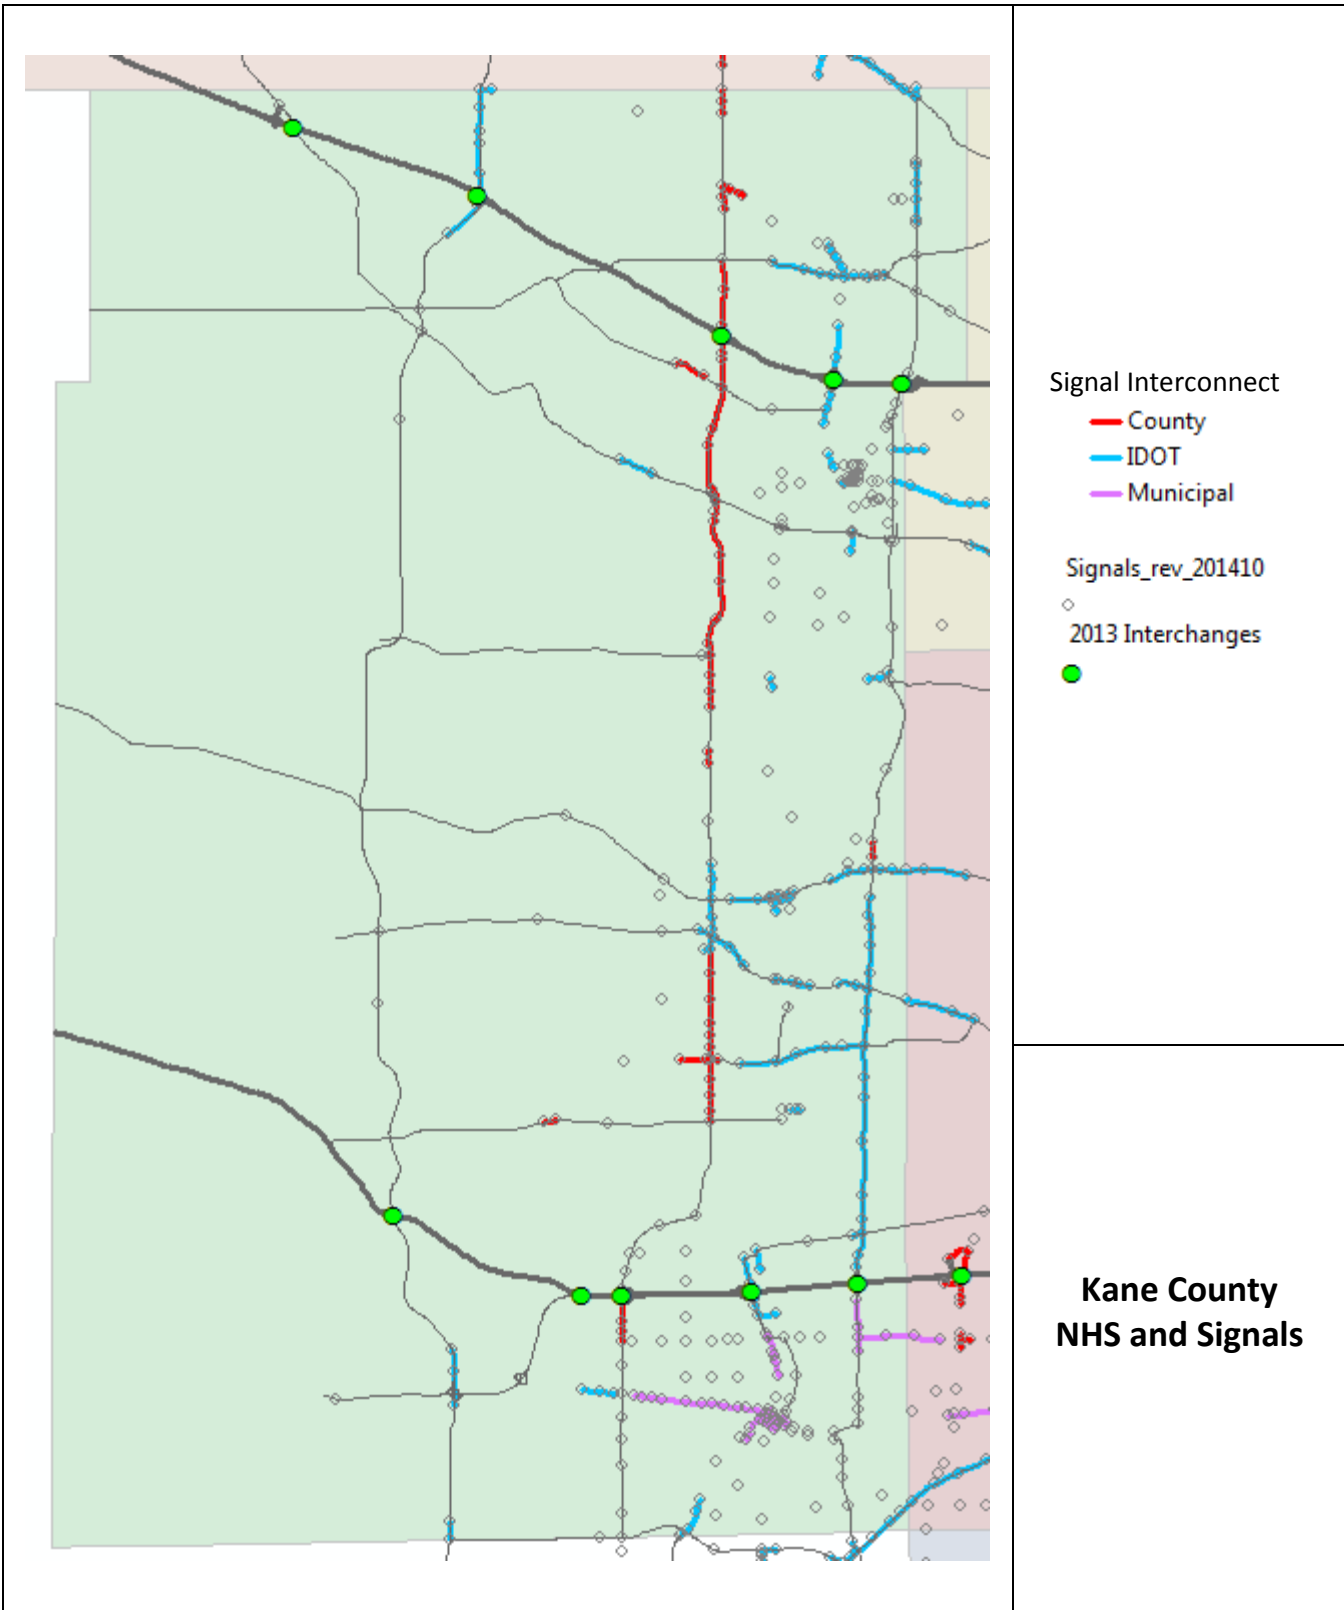 Signal Interconnect
County
IDOT
Municipal
Signals_rev_201410
2013 Interchanges
Kane County
NHS and Signals